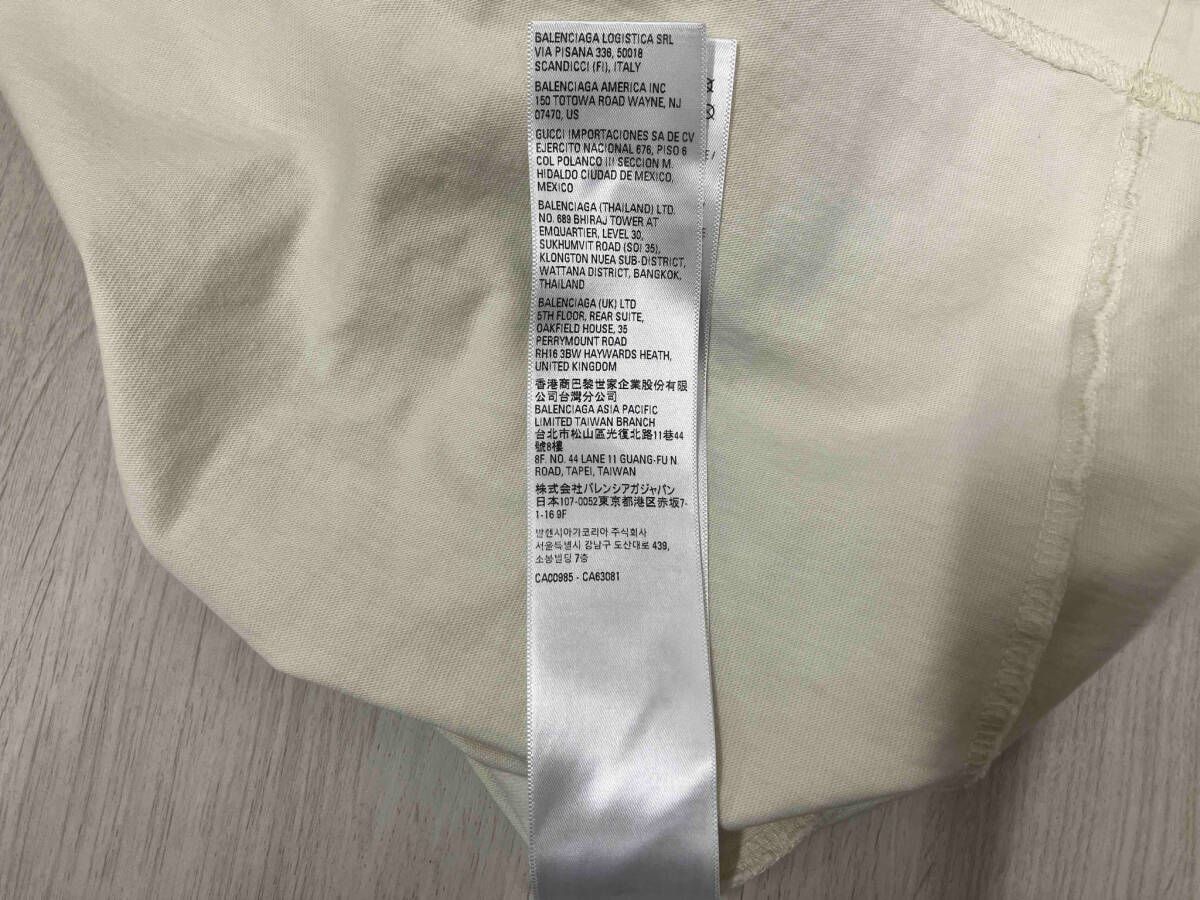 BALENCIAGA LOGISTICA SRL
VIA PISANA 336, 50018
SCANDICCI (FI), ITALY
BALENCIAGA AMERICA INC
150 TOTOWA ROAD WAYNE, NJ
07470, US
GUCCI IMPORTACIONES SA DE CV
EJERCITO NACIONAL 676, PISO 6
COL POLANCO III SECCION M.
HIDALDO CIUDAD DE MEXICO,
MEXICO
BALENCIAGA (THAILAND) LTD.
NO. 689 BHIRAJ TOWER AT
EMQUARTIER, LEVEL 30,
SUKHUMVIT ROAD (SOI 35),
KLONGTON NUEA SUB-DISTRICT,
WATTANA DISTRICT, BANGKOK,
THAILAND
BALENCIAGA (UK) LTD
5TH FLOOR, REAR SUITE,
OAKFIELD HOUSE, 35
PERRYMOUNT ROAD
RH16 3BW HAYWARDS HEATH,
UNITED KINGDOM
香港商巴黎世家企業股份有限
公司台灣分公司
BALENCIAGA ASIA PACIFIC
LIMITED TAIWAN BRANCH
台北市松山區光復北路11巷44
號8樓
8F. NO. 44 LANE 11 GUANG-FU N
ROAD, TAPEI, TAIWAN
株式会社バレンシアガジャパン
日本107-0052東京都港区赤坂7-
1-16 9F
발렌시아가코리아 주식회사
서울특별시 강남구 도산대로 439,
소봉빌딩 7층
CA00985 - CA63081